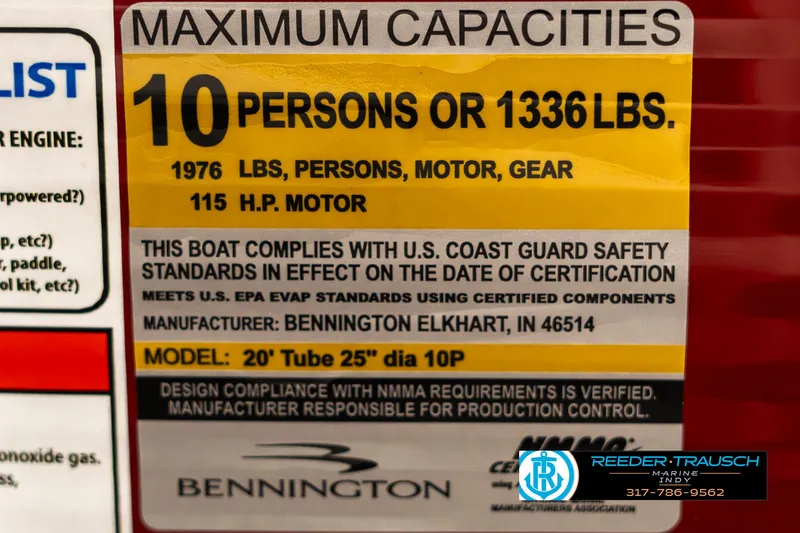 MAXIMUM CAPACITIES
10 PERSONS OR 1336 LBS.
1976 LBS, PERSONS, MOTOR, GEAR
115 H.P. MOTOR
THIS BOAT COMPLIES WITH U.S. COAST GUARD SAFETY
STANDARDS IN EFFECT ON THE DATE OF CERTIFICATION
MEETS U.S. EPA EVAP STANDARDS USING CERTIFIED COMPONENTS
MANUFACTURER: BENNINGTON ELKHART, IN 46514
MODEL: 20' Tube 25" dia 10P
DESIGN COMPLIANCE WITH NMMA REQUIREMENTS IS VERIFIED.
MANUFACTURER RESPONSIBLE FOR PRODUCTION CONTROL.
BENNINGTON
NMMA
MANUFACTURERS ASSOCIATION
LIST
ENGINE:
rpowered?)
p, etc?)
r, paddle,
ol kit, etc?)
onoxide gas.
ss,
REEDER·TRAUSCH
MARINE
INDY
317-786-9562